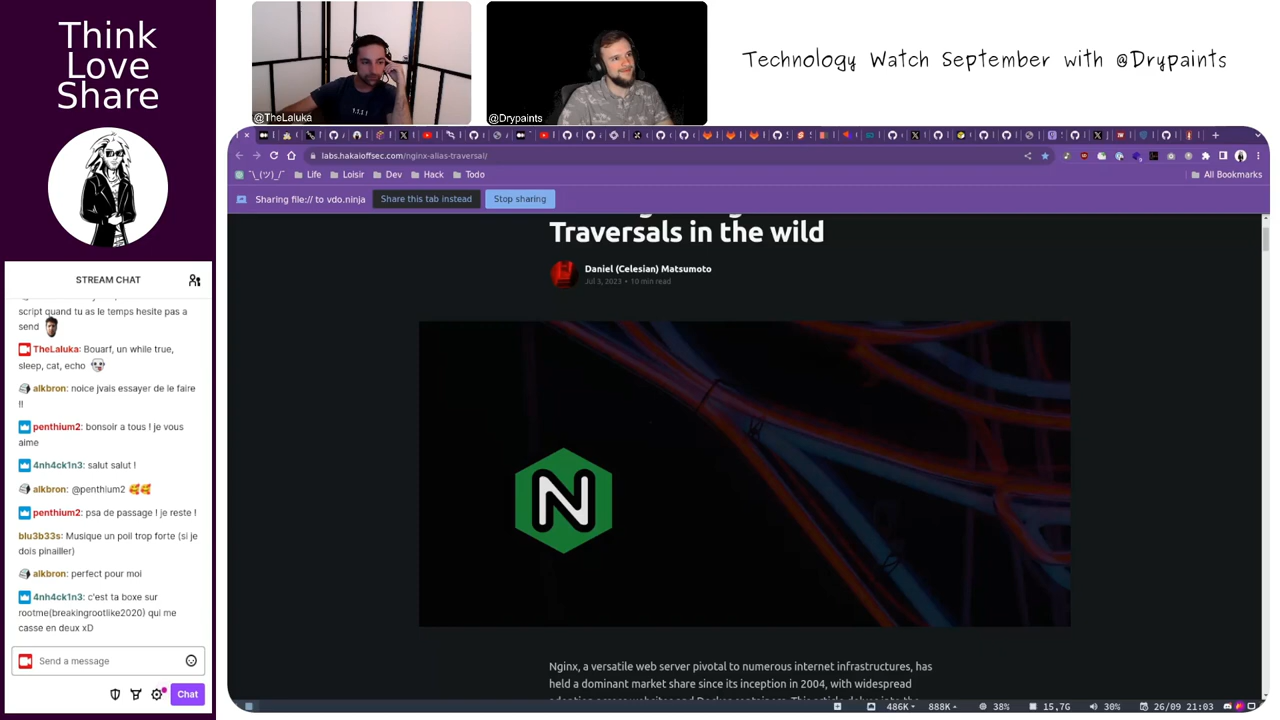 Think
Love
Share
@TheLaluka
@Drypaints
Technology Watch September with @Drypaints
labs.hakaioffsec.com/nginx-alias-traversal/
¯\_(ツ)_/¯
Life
Loisir
Dev
Hack
Todo
All Bookmarks
Sharing file:// to vdo.ninja
Share this tab instead
Stop sharing
STREAM CHAT
script quand tu as le temps hesite pas a
send
TheLaluka: Bouarf, un while true,
sleep, cat, echo
alkbron: noice jvais essayer de le faire
!!
penthium2: bonsoir a tous ! je vous
aime
4nh4ck1n3: salut salut !
alkbron: @penthium2 🥰🥰
penthium2: psa de passage ! je reste !
blu3b33s: Musique un poil trop forte (si je
dois pinailler)
alkbron: perfect pour moi
4nh4ck1n3: c'est ta boxe sur
rootme(breakingrootlike2020) qui me
casse en deux xD
Send a message
Chat
Traversals in the wild
Daniel (Celesian) Matsumoto
Jul 3, 2023 • 10 min read
N
Nginx, a versatile web server pivotal to numerous internet infrastructures, has
held a dominant market share since its inception in 2004, with widespread
486K
888K
38%
15,7G
30%
26/09 21:03